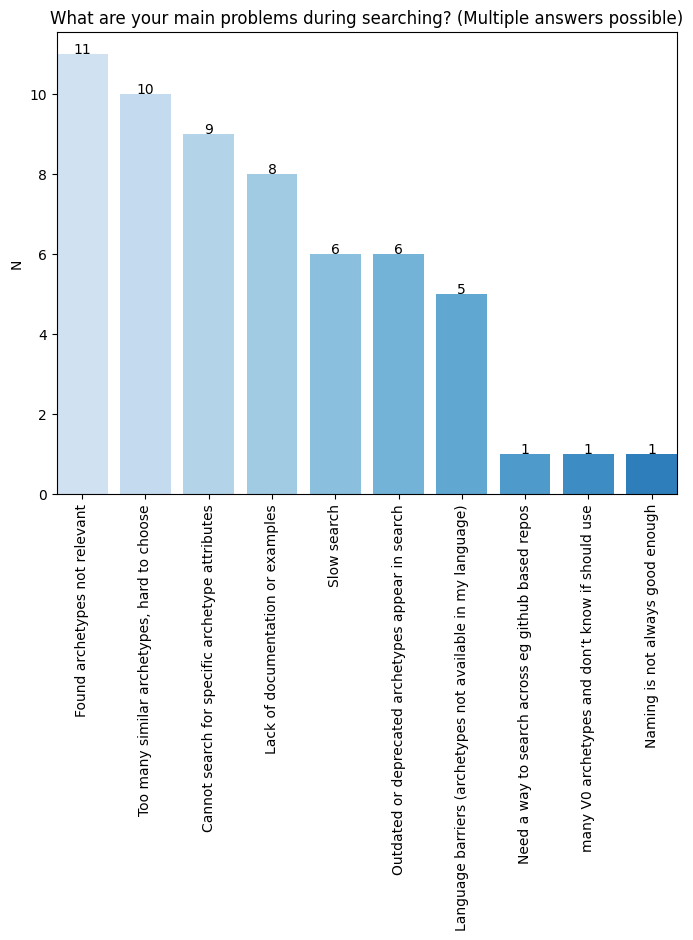 What are your main problems during searching? (Multiple answers possible)
11
10
9
8
6
6
5
1
1
1
10
8
6
4
2
0
N
Found archetypes not relevant
Too many similar archetypes, hard to choose
Cannot search for specific archetype attributes
Lack of documentation or examples
Slow search
Outdated or deprecated archetypes appear in search
Language barriers (archetypes not available in my language)
Need a way to search across eg github based repos
many V0 archetypes and don't know if should use
Naming is not always good enough